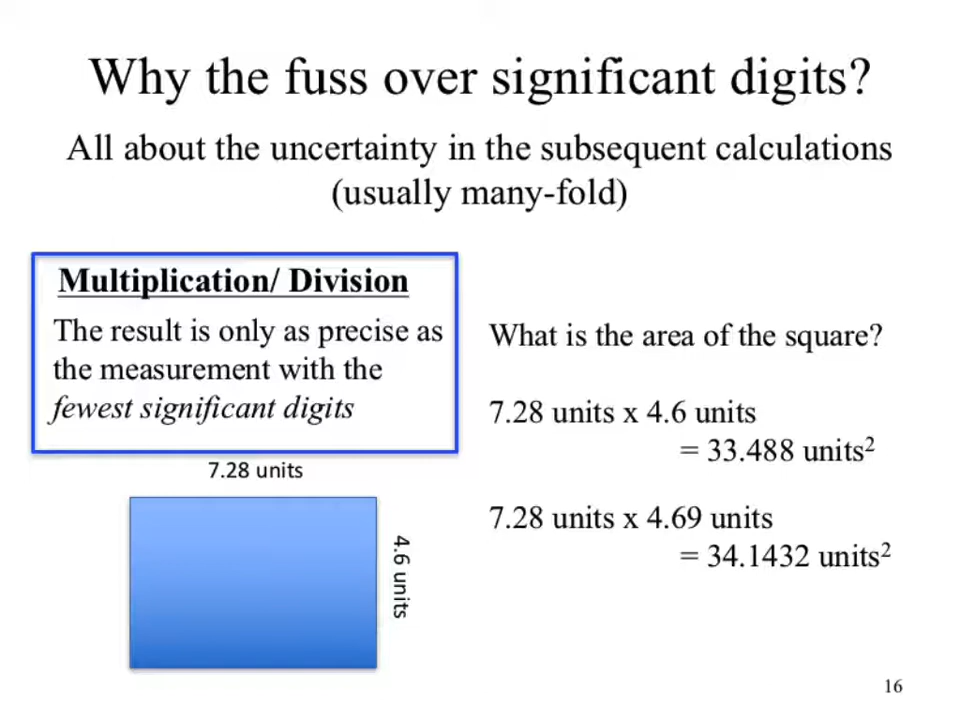 Why the fuss over significant digits?
All about the uncertainty in the subsequent calculations
(usually many-fold)
Multiplication/ Division
The result is only as precise as
the measurement with the
fewest significant digits
7.28 units
4.6 units
What is the area of the square?
7.28 units x 4.6 units
= 33.488 units²
7.28 units x 4.69 units
= 34.1432 units²
16